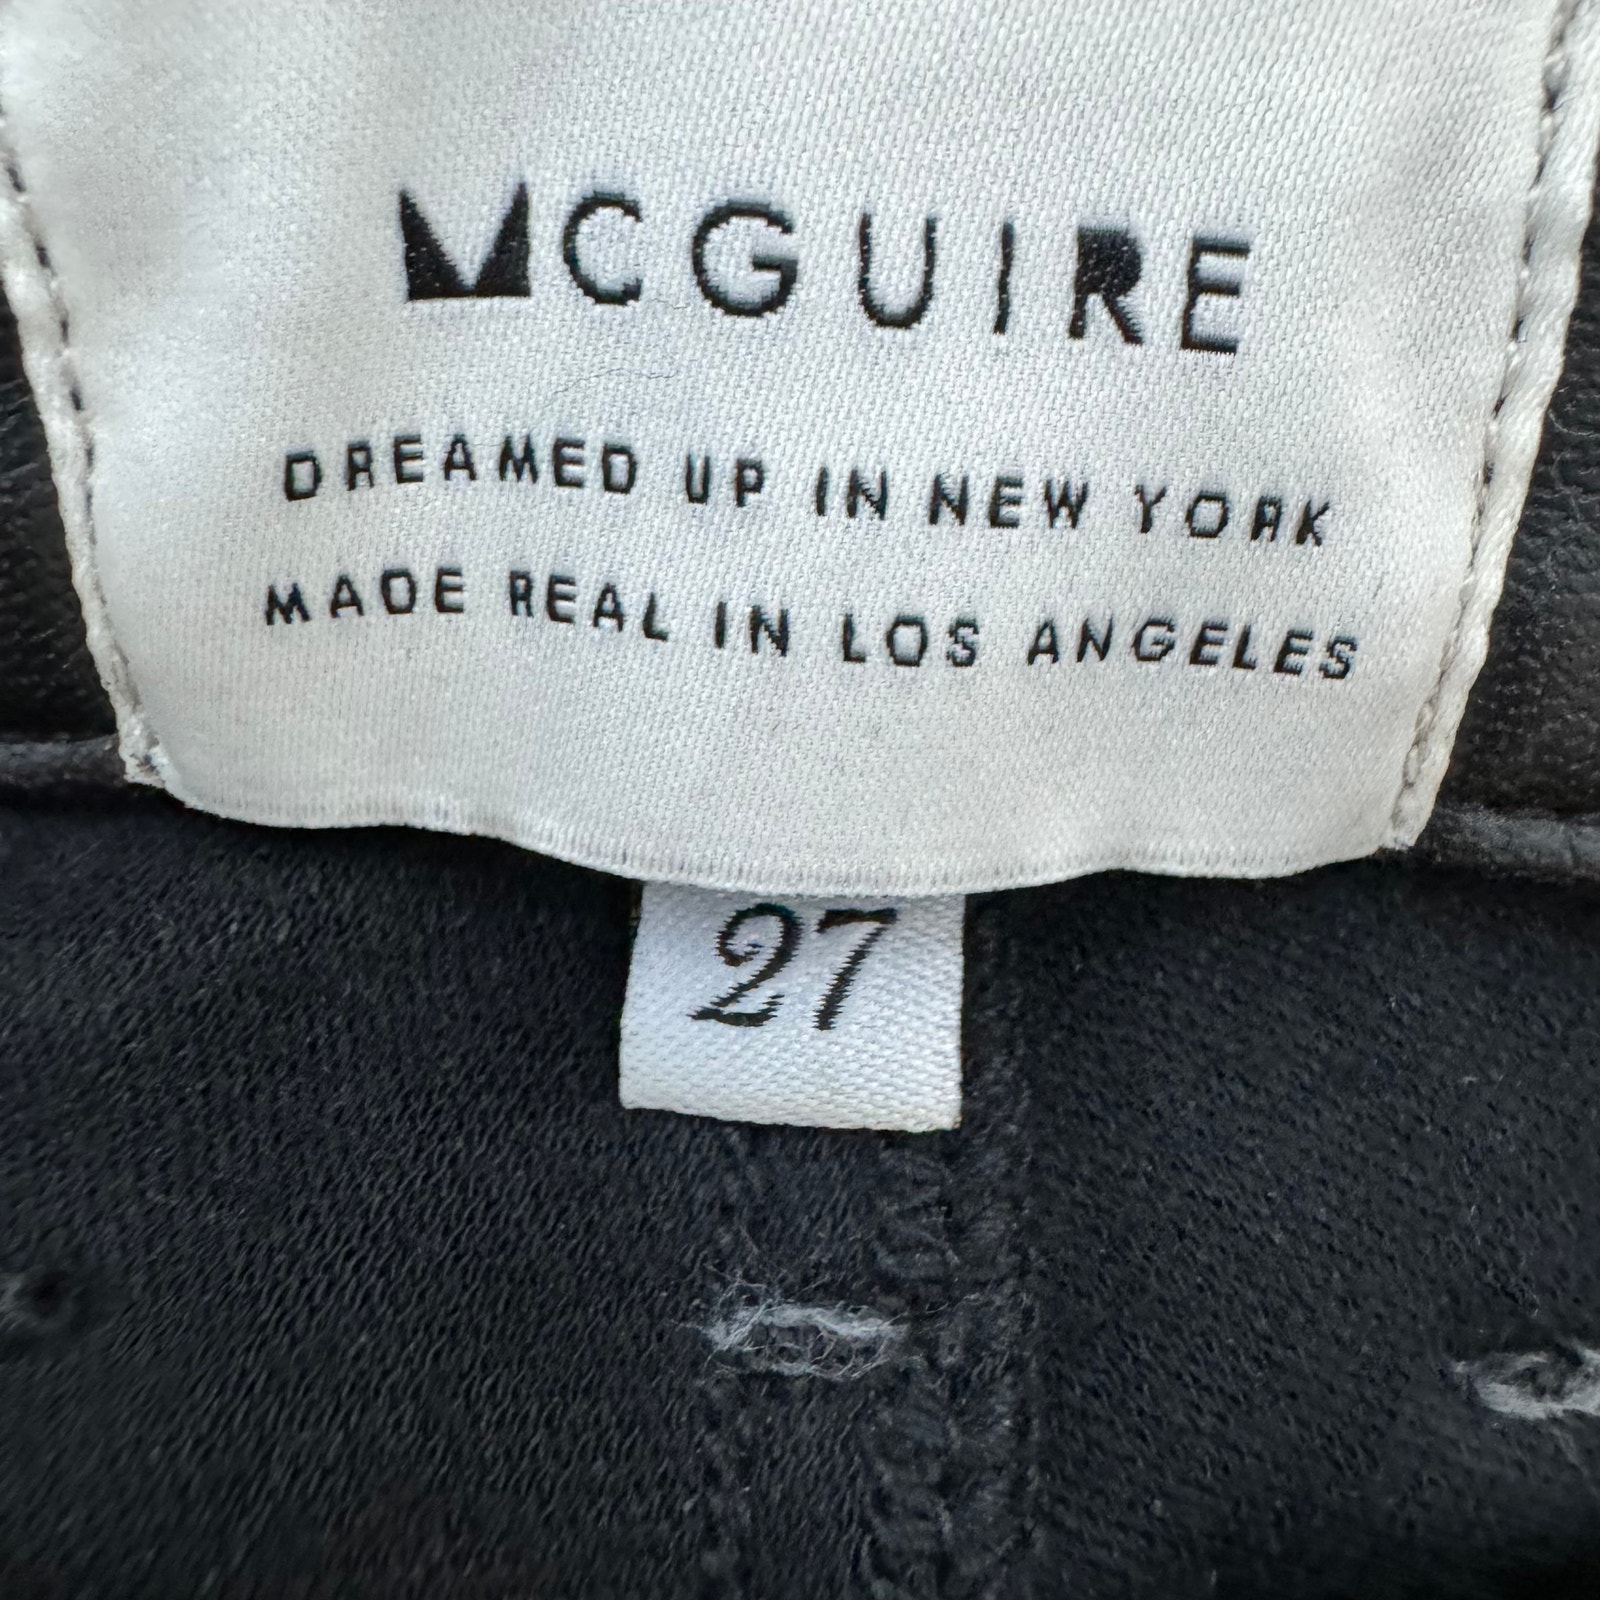 MCGUIRE
DREAMED UP IN NEW YORK
MADE REAL IN LOS ANGELES
27